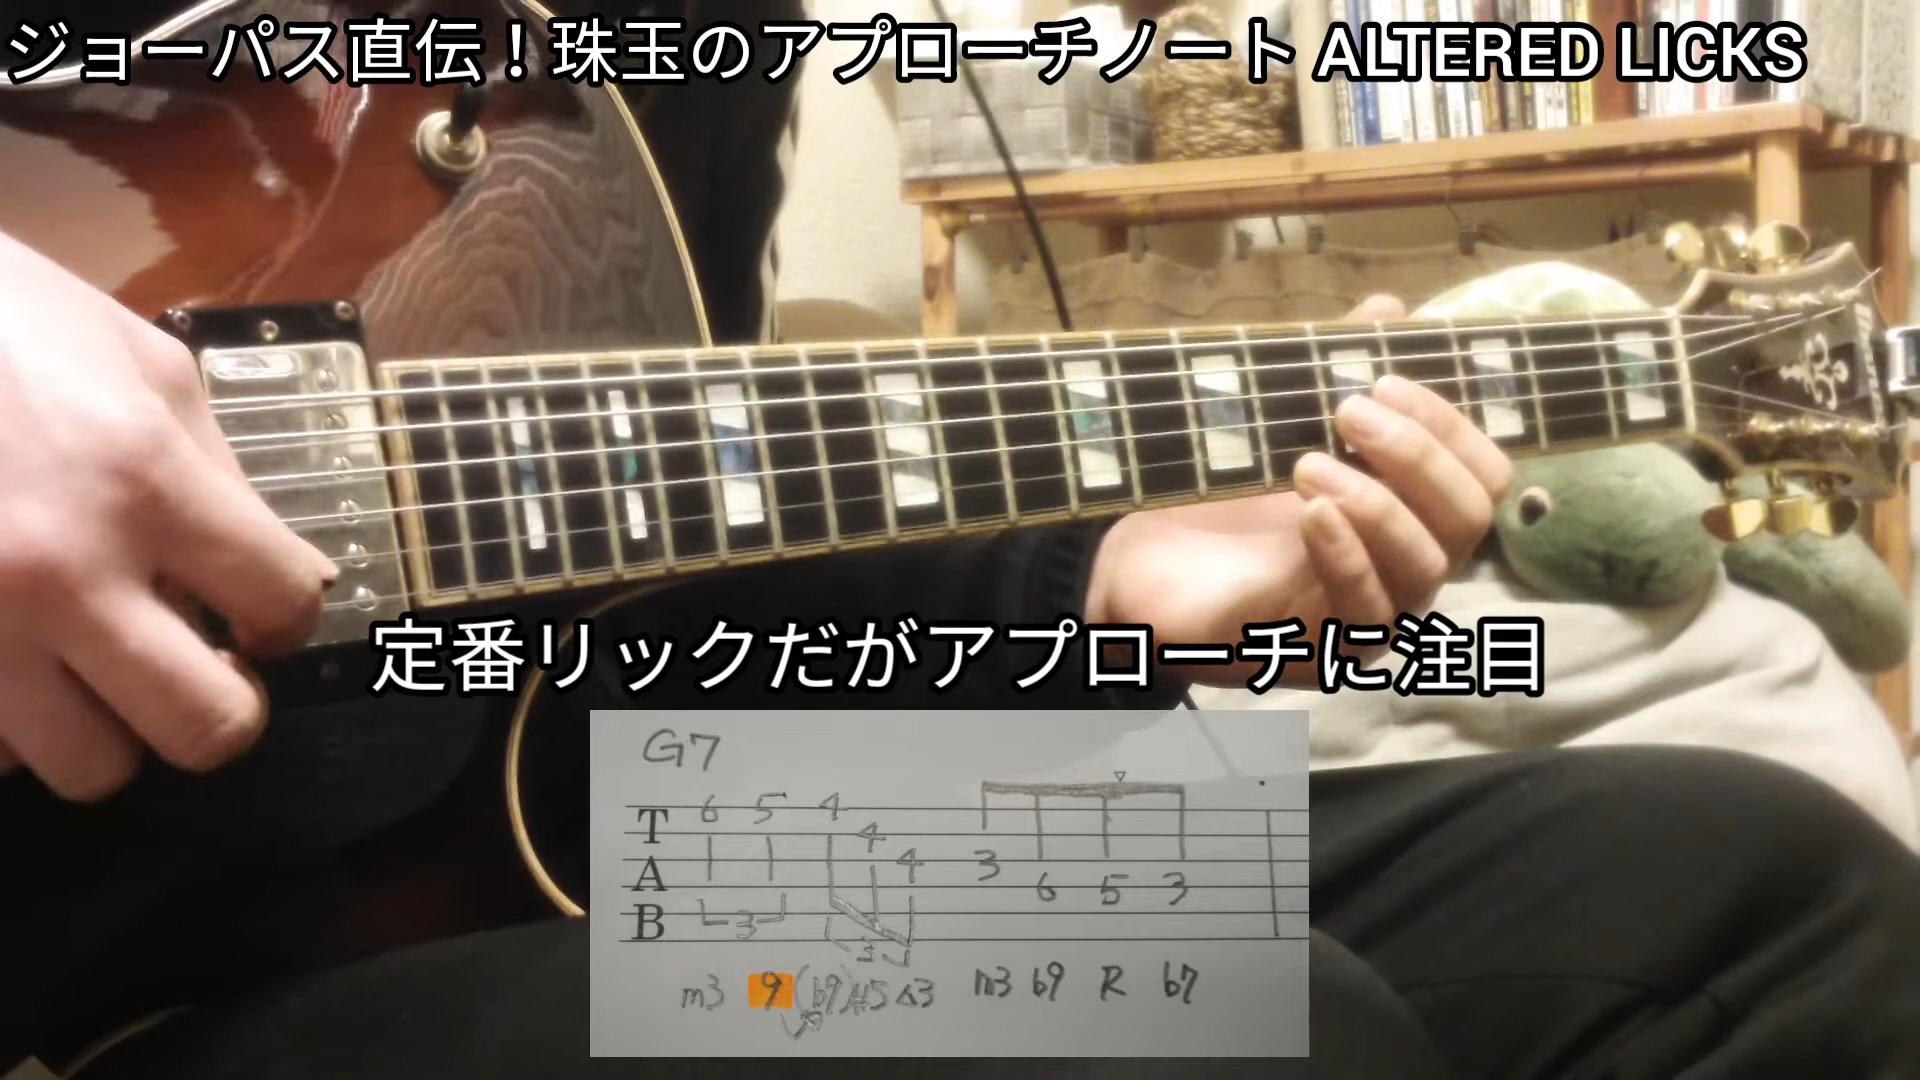 ジョーパス直伝！珠玉のアプローチノート ALTERED LICKS
定番リックだがアプローチに注目
G7
T 6 5 4
4
A 4 3
6 5 3
B 3
3
m3 9 (b9) #5 △3 m3 b9 R b7